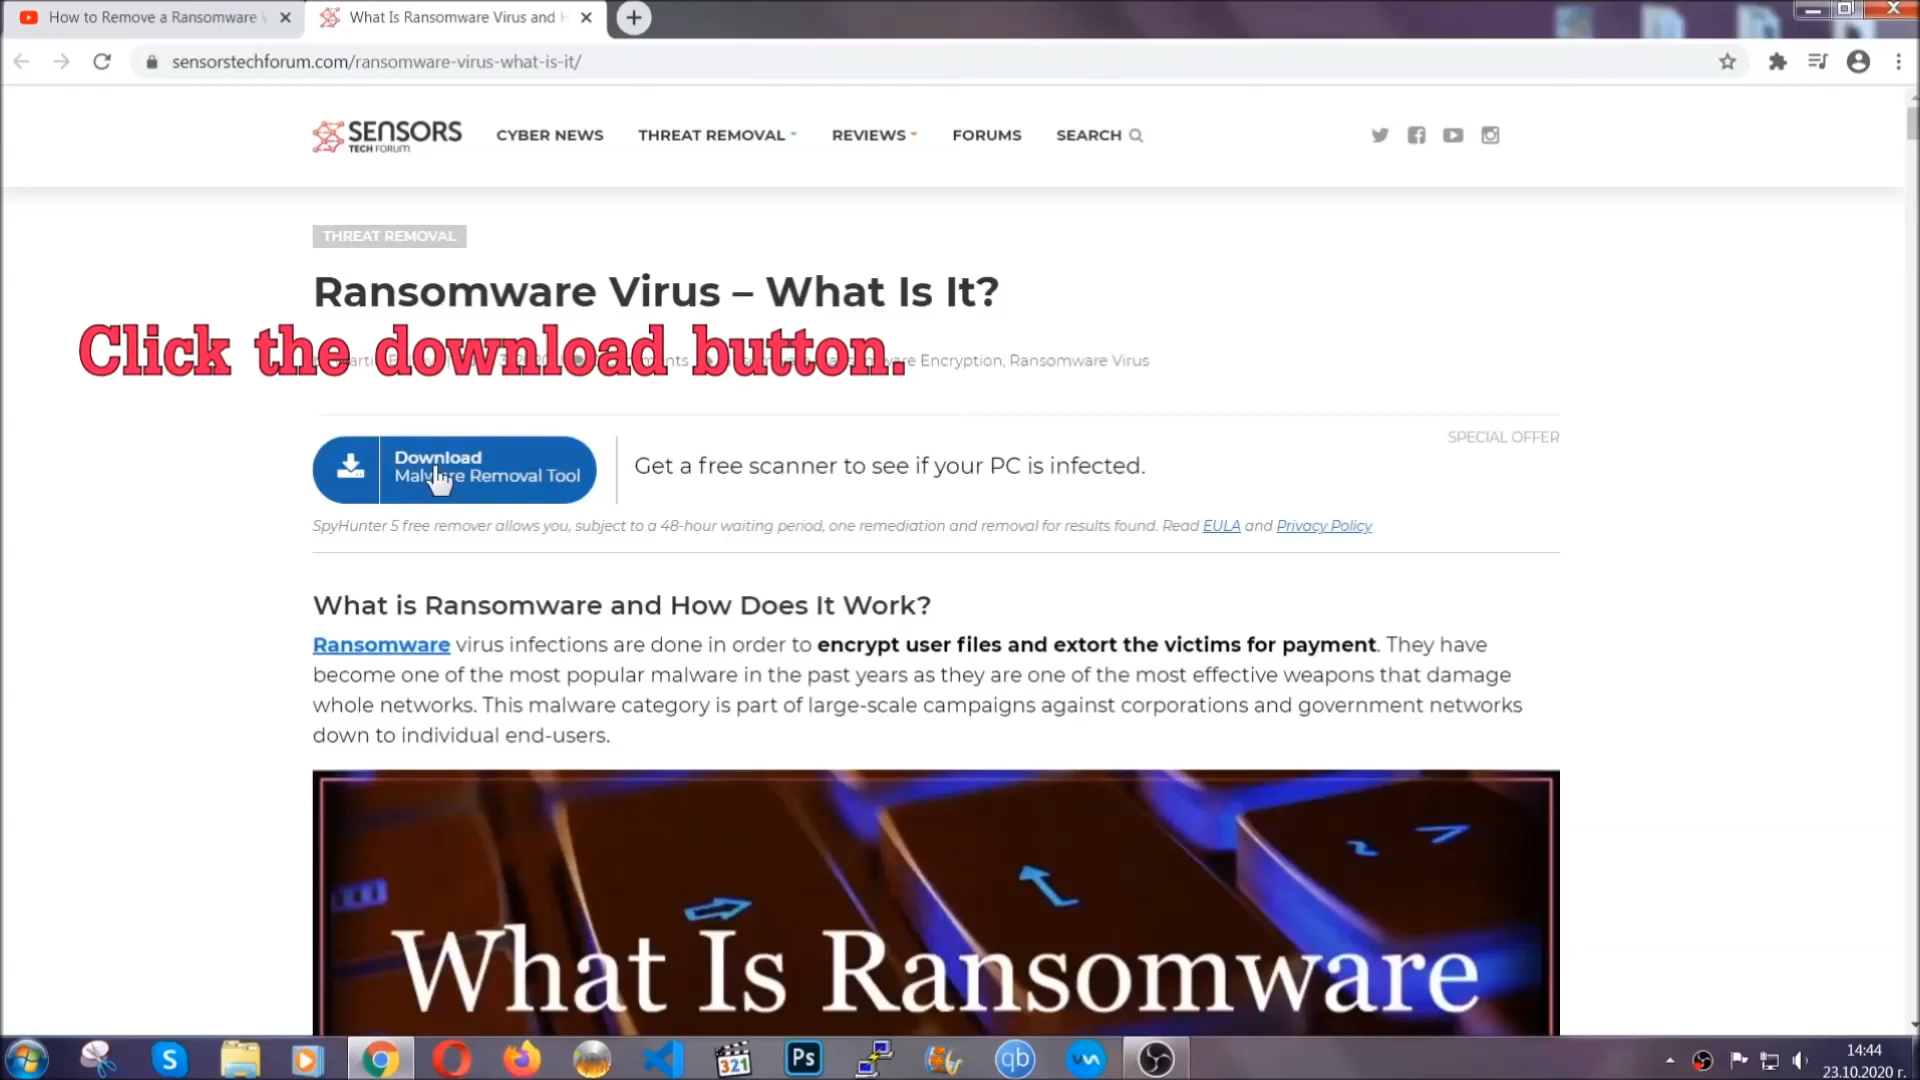 How to Remove a Ransomware
What Is Ransomware Virus and
sensorstechforum.com/ransomware-virus-what-is-it/
SENSORS
TECH FORUM
CYBER NEWS
THREAT REMOVAL
REVIEWS
FORUMS
SEARCH
THREAT REMOVAL
Ransomware Virus – What Is It?
Click the download button.
Encryption, Ransomware Virus
SPECIAL OFFER
Download
Malware Removal Tool
Get a free scanner to see if your PC is infected.
SpyHunter 5 free remover allows you, subject to a 48-hour waiting period, one remediation and removal for results found. Read EULA and Privacy Policy
What is Ransomware and How Does It Work?
Ransomware virus infections are done in order to encrypt user files and extort the victims for payment. They have
become one of the most popular malware in the past years as they are one of the most effective weapons that damage
whole networks. This malware category is part of large-scale campaigns against corporations and government networks
down to individual end-users.
What Is Ransomware
S
321
Ps
qb
14:44
23.10.2020 г.